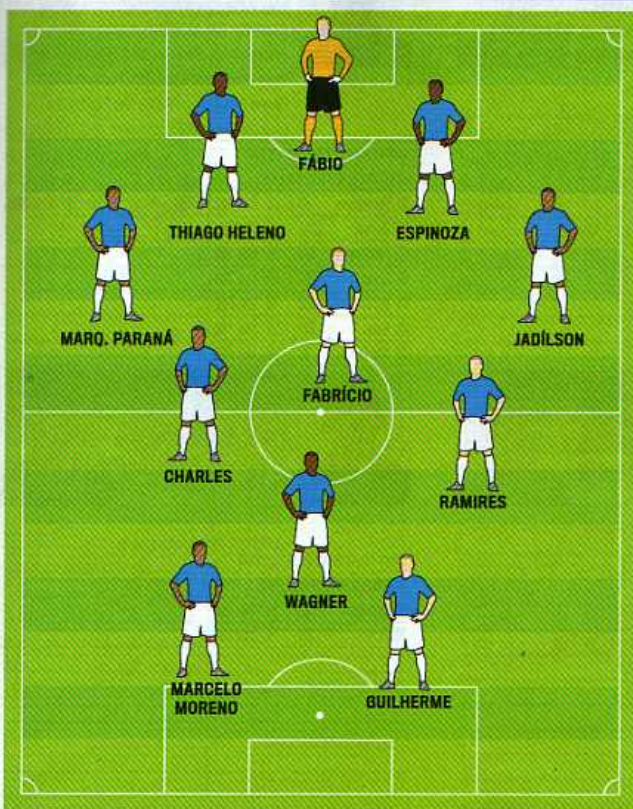 FÁBIO
THIAGO HELENO
ESPINOZA
MARQ. PARANÁ
JADÍLSON
FABRÍCIO
CHARLES
RAMIRES
WAGNER
MARCELO
MORENO
GUILHERME